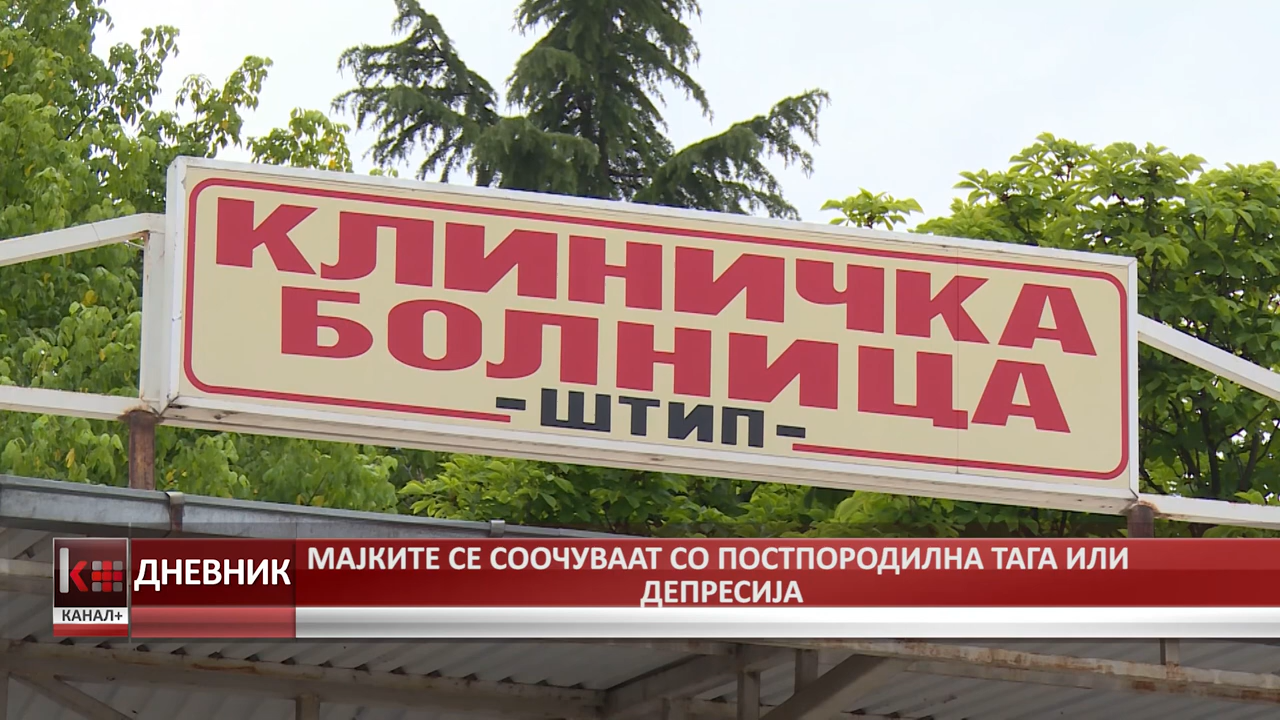 КЛИНИЧКА
БОЛНИЦА
-ШТИП-
ДНЕВНИК
МАЈКИТЕ СЕ СООЧУВААТ СО ПОСТПОРОДИЛНА ТАГА ИЛИ
ДЕПРЕСИЈА
К
КАНАЛ+